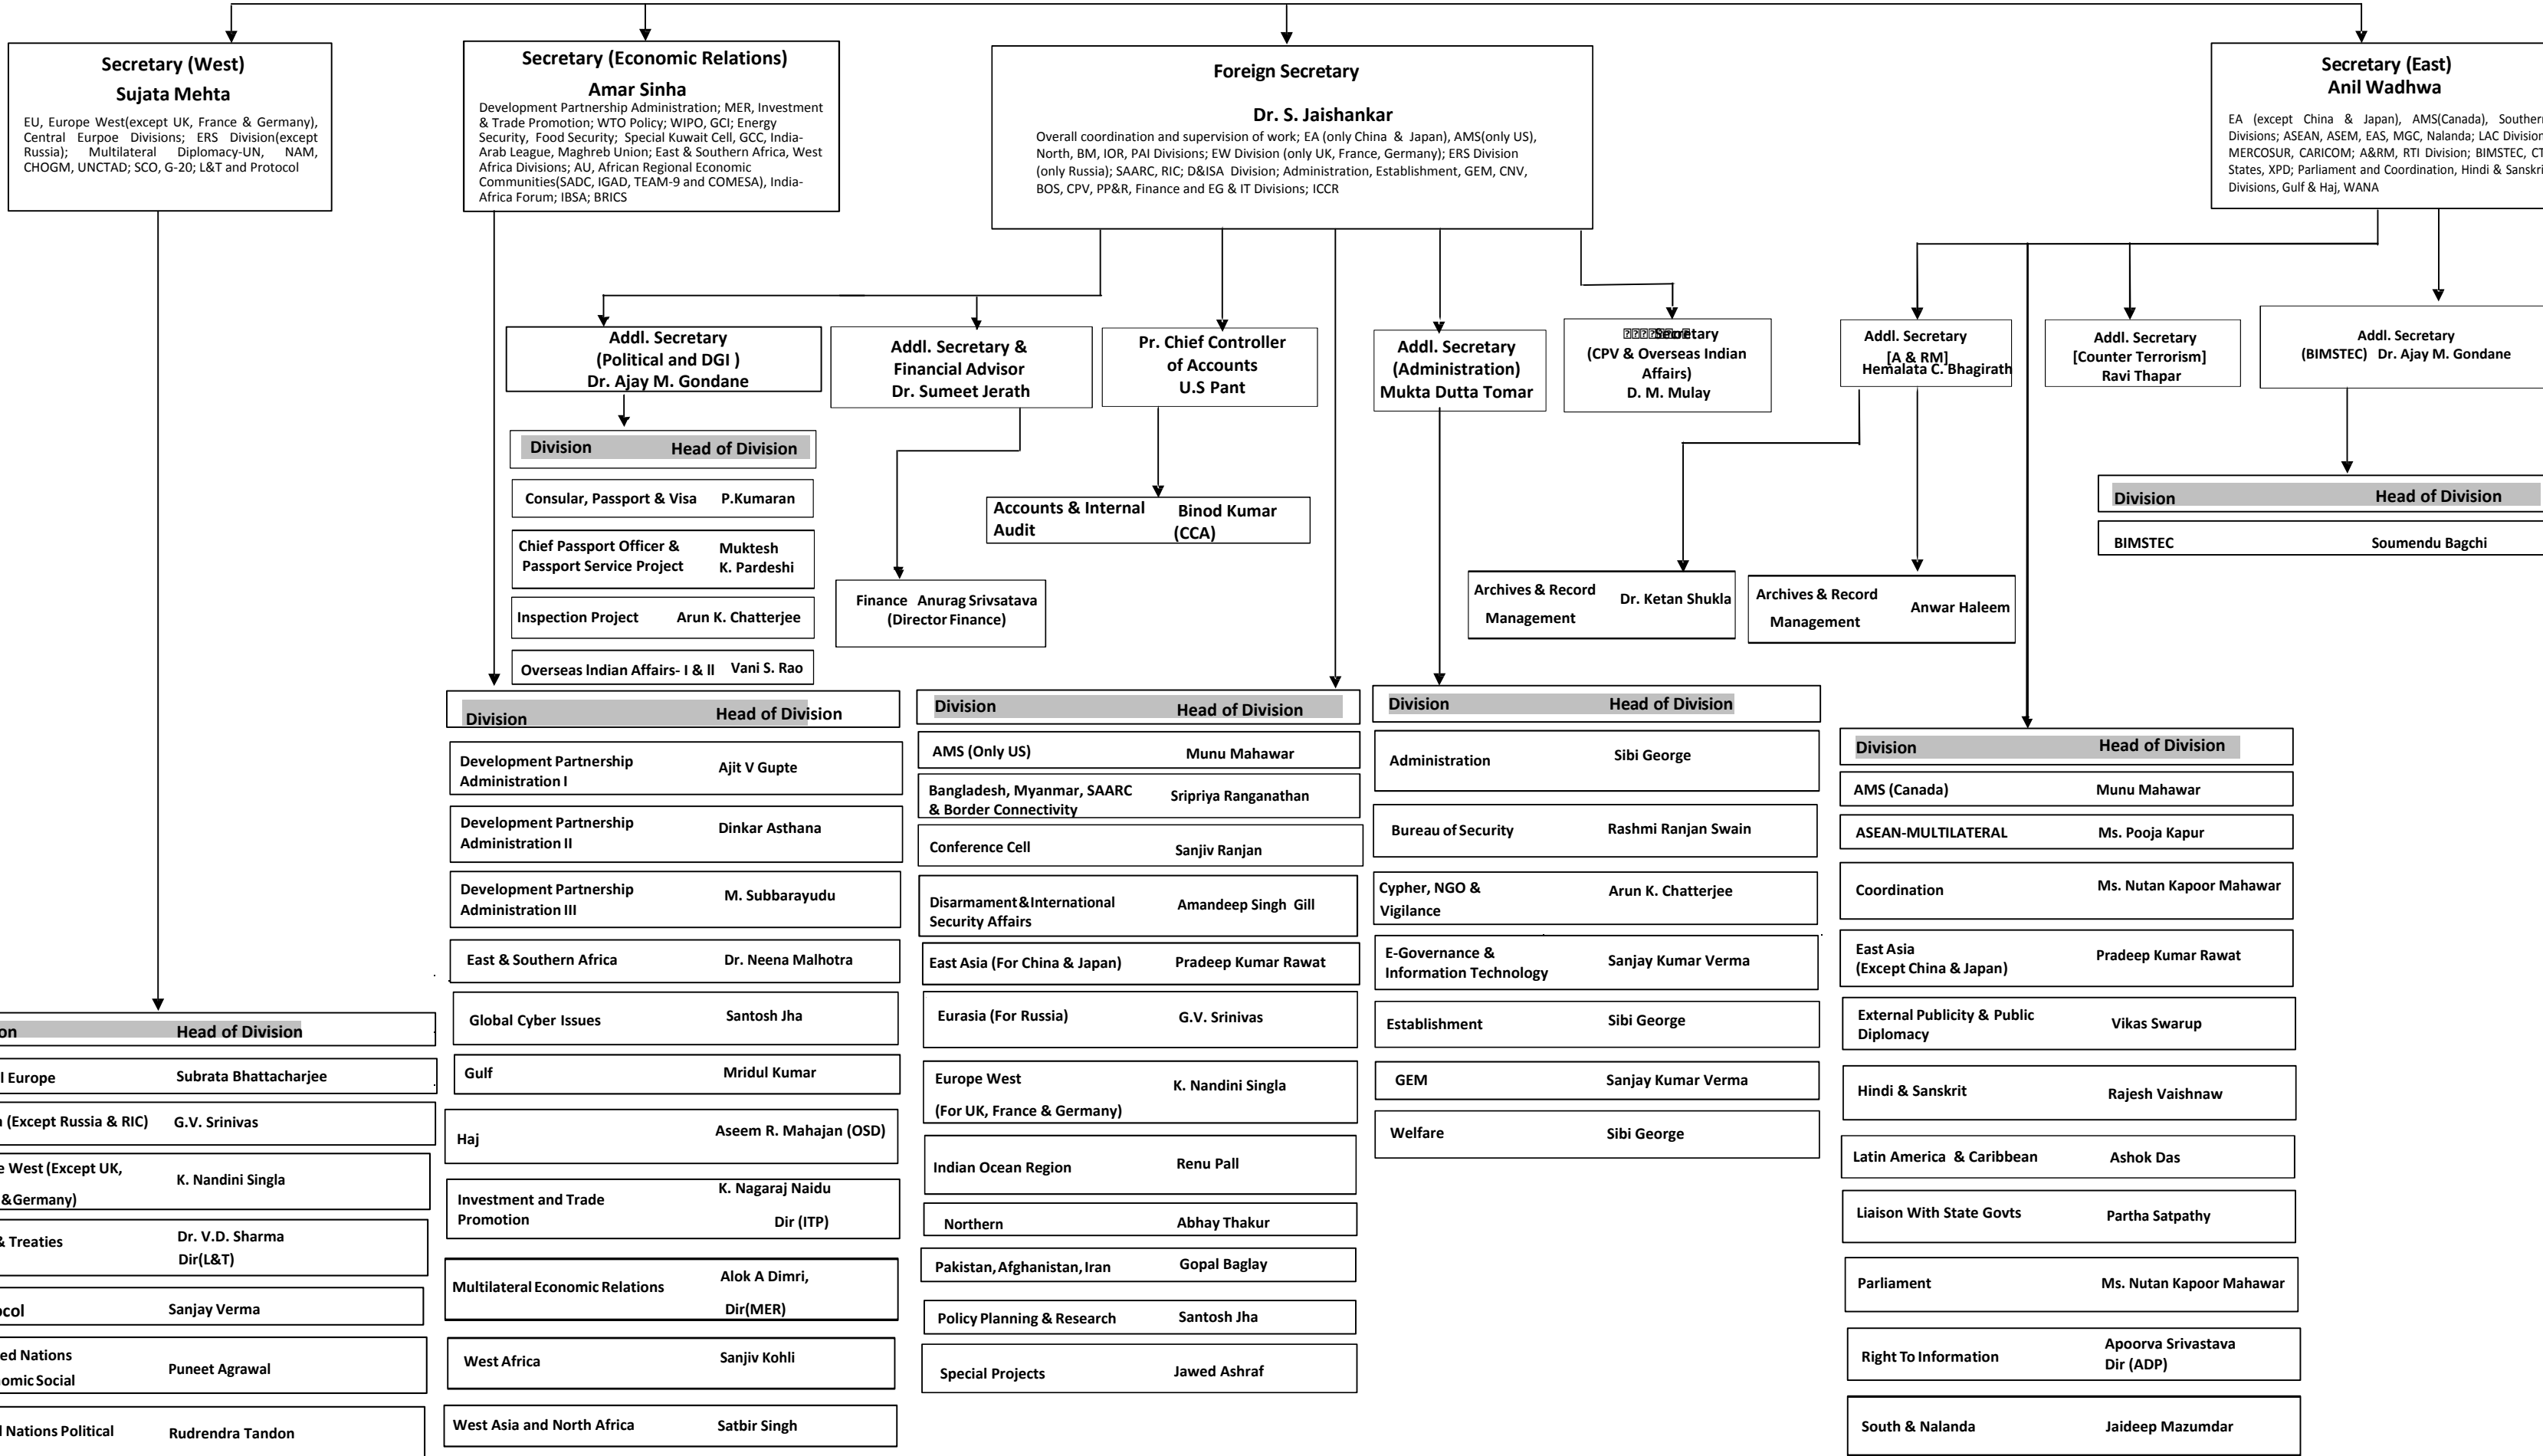 Secretary (West)
Sujata Mehta
EU, Europe West(except UK, France & Germany),
Central Eurpoe Divisions; ERS Division(except
Russia); Multilateral Diplomacy-UN, NAM,
CHOGM, UNCTAD; SCO, G-20; L&T and Protocol
Secretary (Economic Relations)
Amar Sinha
Development Partnership Administration; MER, Investment
& Trade Promotion; WTO Policy; WIPO, GCI; Energy
Security, Food Security; Special Kuwait Cell, GCC, India-
Arab League, Maghreb Union; East & Southern Africa, West
Africa Divisions; AU, African Regional Economic
Communities(SADC, IGAD, TEAM-9 and COMESA), India-
Africa Forum; IBSA; BRICS
Foreign Secretary
Dr. S. Jaishankar
Overall coordination and supervision of work; EA (only China & Japan), AMS(only US),
North, BM, IOR, PAI Divisions; EW Division (only UK, France, Germany); ERS Division
(only Russia); SAARC, RIC; D&ISA Division; Administration, Establishment, GEM, CNV,
BOS, CPV, PP&R, Finance and EG & IT Divisions; ICCR
Secretary (East)
Anil Wadhwa
EA (except China & Japan), AMS(Canada), Southern
Divisions; ASEAN, ASEM, EAS, MGC, Nalanda; LAC Division
MERCOSUR, CARICOM; A&RM, RTI Division; BIMSTEC, CT
States, XPD; Parliament and Coordination, Hindi & Sanskri
Divisions, Gulf & Haj, WANA
Addl. Secretary
(Political and DGI )
Dr. Ajay M. Gondane
Addl. Secretary &
Financial Advisor
Dr. Sumeet Jerath
Pr. Chief Controller
of Accounts
U.S Pant
Addl. Secretary
(Administration)
Mukta Dutta Tomar
Secretary
(CPV & Overseas Indian
Affairs)
D. M. Mulay
Addl. Secretary
[A & RM]
Hemalata C. Bhagirath
Addl. Secretary
[Counter Terrorism]
Ravi Thapar
Addl. Secretary
(BIMSTEC) Dr. Ajay M. Gondane
Division Head of Division
Consular, Passport & Visa P.Kumaran
Chief Passport Officer & Muktesh
Passport Service Project K. Pardeshi
Inspection Project Arun K. Chatterjee
Overseas Indian Affairs- I & II Vani S. Rao
Accounts & Internal Binod Kumar
Audit (CCA)
Finance Anurag Srivsatava
(Director Finance)
Archives & Record Dr. Ketan Shukla
Management
Archives & Record Anwar Haleem
Management
Division Head of Division
BIMSTEC Soumendu Bagchi
on Head of Division
l Europe Subrata Bhattacharjee
(Except Russia & RIC) G.V. Srinivas
e West (Except UK, K. Nandini Singla
&Germany)
& Treaties Dr. V.D. Sharma
Dir(L&T)
ocol Sanjay Verma
ed Nations Puneet Agrawal
omic Social
Nations Political Rudrendra Tandon
Division Head of Division
Development Partnership Ajit V Gupte
Administration I
Development Partnership Dinkar Asthana
Administration II
Development Partnership M. Subbarayudu
Administration III
East & Southern Africa Dr. Neena Malhotra
Global Cyber Issues Santosh Jha
Gulf Mridul Kumar
Haj Aseem R. Mahajan (OSD)
Investment and Trade K. Nagaraj Naidu
Promotion Dir (ITP)
Multilateral Economic Relations Alok A Dimri,
Dir(MER)
West Africa Sanjiv Kohli
West Asia and North Africa Satbir Singh
Division Head of Division
AMS (Only US) Munu Mahawar
Bangladesh, Myanmar, SAARC Sripriya Ranganathan
& Border Connectivity
Conference Cell Sanjiv Ranjan
Disarmament &International Amandeep Singh Gill
Security Affairs
East Asia (For China & Japan) Pradeep Kumar Rawat
Eurasia (For Russia) G.V. Srinivas
Europe West K. Nandini Singla
(For UK, France & Germany)
Indian Ocean Region Renu Pall
Northern Abhay Thakur
Pakistan, Afghanistan, Iran Gopal Baglay
Policy Planning & Research Santosh Jha
Special Projects Jawed Ashraf
Division Head of Division
Administration Sibi George
Bureau of Security Rashmi Ranjan Swain
Cypher, NGO & Arun K. Chatterjee
Vigilance
E-Governance & Sanjay Kumar Verma
Information Technology
Establishment Sibi George
GEM Sanjay Kumar Verma
Welfare Sibi George
Division Head of Division
AMS (Canada) Munu Mahawar
ASEAN-MULTILATERAL Ms. Pooja Kapur
Coordination Ms. Nutan Kapoor Mahawar
East Asia Pradeep Kumar Rawat
(Except China & Japan)
External Publicity & Public Vikas Swarup
Diplomacy
Hindi & Sanskrit Rajesh Vaishnaw
Latin America & Caribbean Ashok Das
Liaison With State Govts Partha Satpathy
Parliament Ms. Nutan Kapoor Mahawar
Right To Information Apoorva Srivastava
Dir (ADP)
South & Nalanda Jaideep Mazumdar